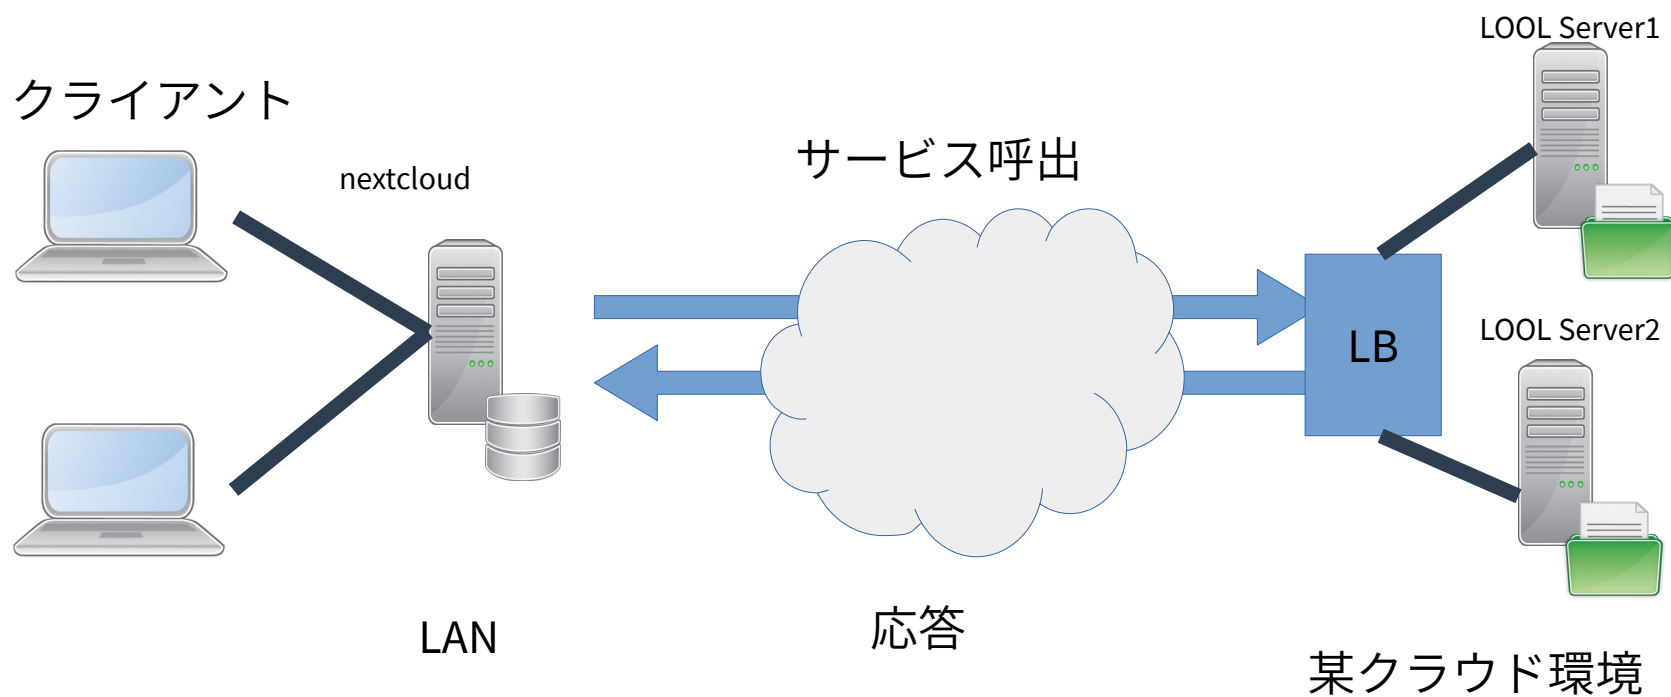 LOOL Server1
クライアント
サービス呼出
nextcloud
LOOL Server2
LB
応答
LAN
某クラウド環境